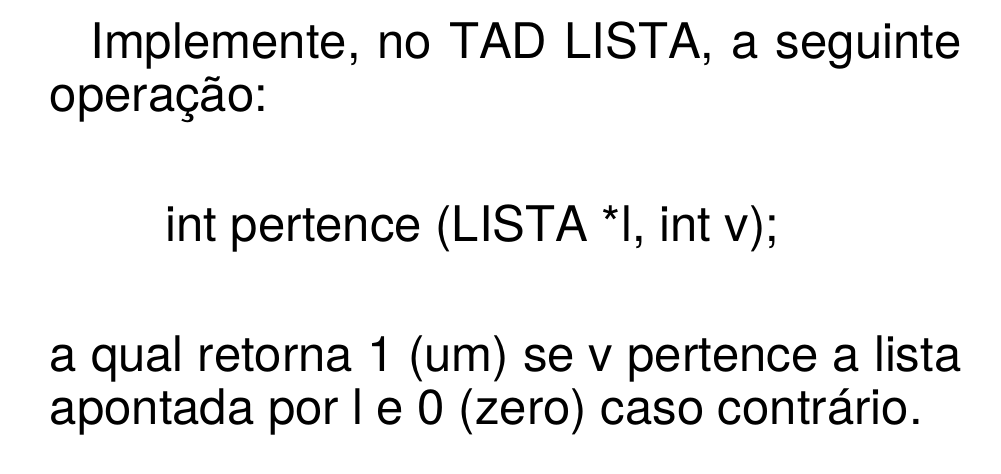 Implemente, no TAD LISTA, a seguinte
operação:
int pertence (LISTA *l, int v);
a qual retorna 1 (um) se v pertence a lista
apontada por l e 0 (zero) caso contrário.